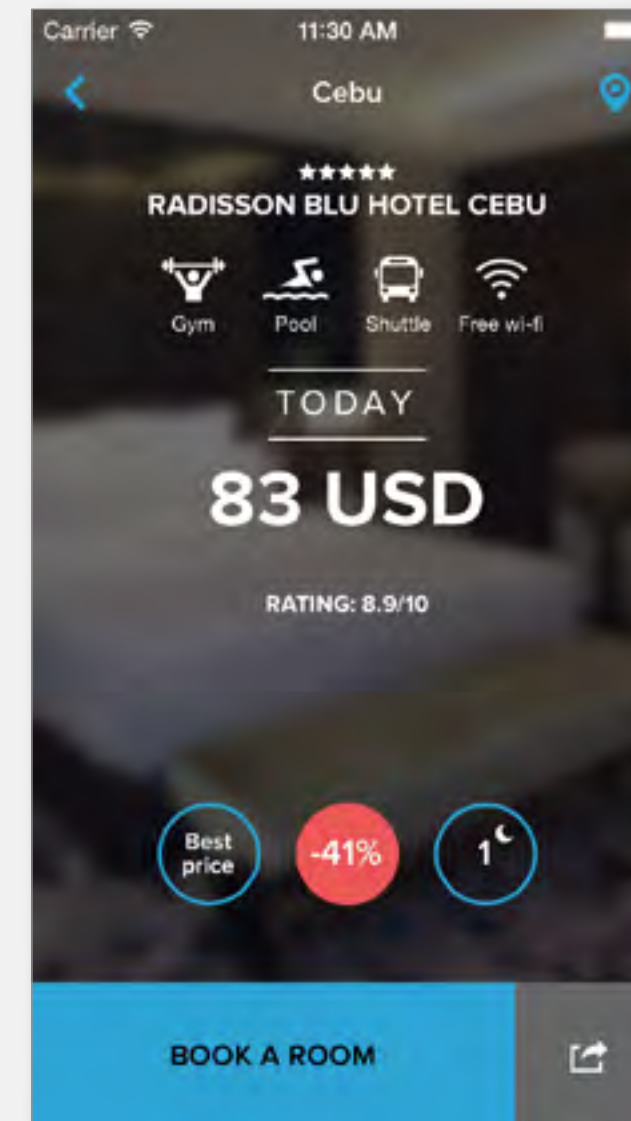 Carrier 11:30 AM
Cebu
RADISSON BLU HOTEL CEBU
Gym Pool Shuttle Free wi-fi
TODAY
83 USD
RATING: 8.9/10
Best
price
-41%
1
BOOK A ROOM